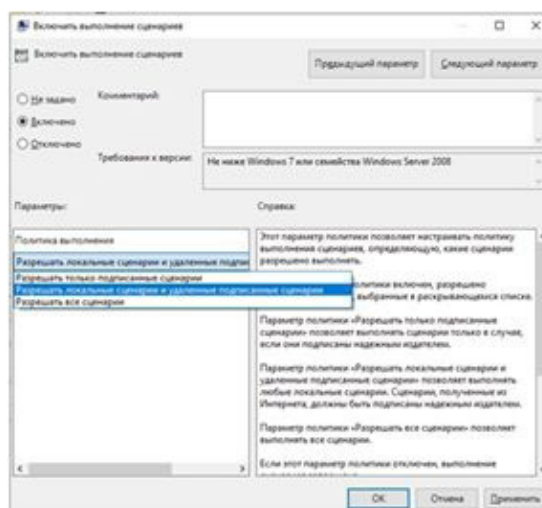 Включить выполнение сценариев
Включить выполнение сценариев
Предыдущий параметр
Следующий параметр
Не задано
Комментарий:
Включено
Отключено
Требования к версии:
Не ниже Windows 7 или семейства Windows Server 2008
Параметры:
Справка:
Политика выполнения
Разрешать локальные сценарии и удаленные
Разрешать только подписанные сценарии
Разрешать локальные сценарии и удаленные подписанные сценарии
Разрешать все сценарии
Этот параметр политики позволяет настраивать политику
выполнения сценариев, определяющую, какие сценарии
разрешено выполнять.
включен, разрешено
выбранные в раскрывающемся списке.
Параметр политики «Разрешать только подписанные
сценарии» позволяет выполнять сценарии только в случае,
если они подписаны надежным издателем.
Параметр политики «Разрешать локальные сценарии и
удаленные подписанные сценарии» позволяет выполнять
любые локальные сценарии. Сценарии, полученные из
Интернета, должны быть подписаны надежным издателем.
Параметр политики «Разрешать все сценарии» позволяет
выполнять все сценарии.
Если этот параметр политики отключен, выполнение
OK
Отмена
Применить